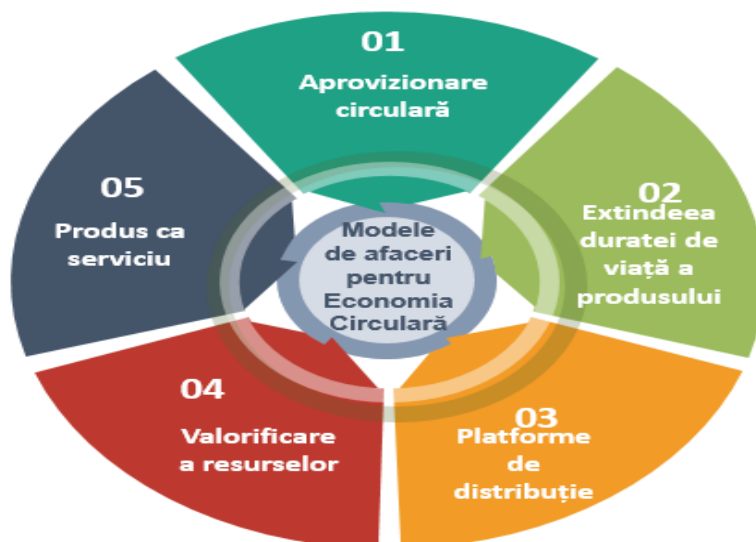 01
Aprovizionare
circulară
02
Extindeea
duratei de
viață a
produsului
03
Platforme
de
distribuție
04
Valorificare
a resurselor
05
Produs ca
serviciu
Modele
de afaceri
pentru
Economia
Circulară